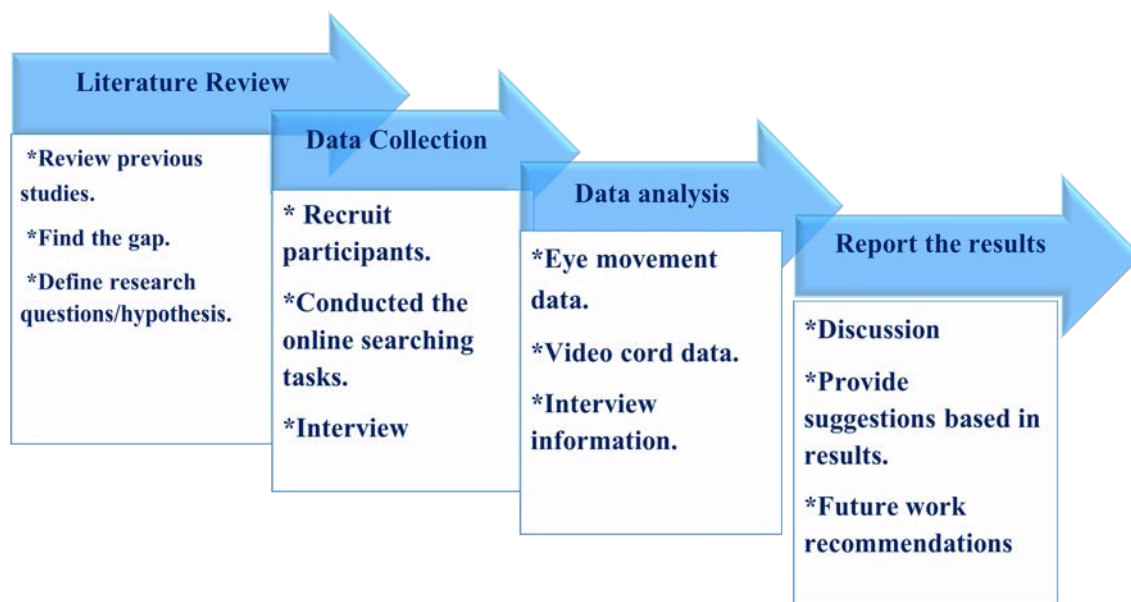 Literature Review
*Review previous
studies.
*Find the gap.
*Define research
questions/hypothesis.
Data Collection
* Recruit
participants.
*Conducted the
online searching
tasks.
*Interview
Data analysis
*Eye movement
data.
*Video cord data.
*Interview
information.
Report the results
*Discussion
*Provide
suggestions based in
results.
*Future work
recommendations